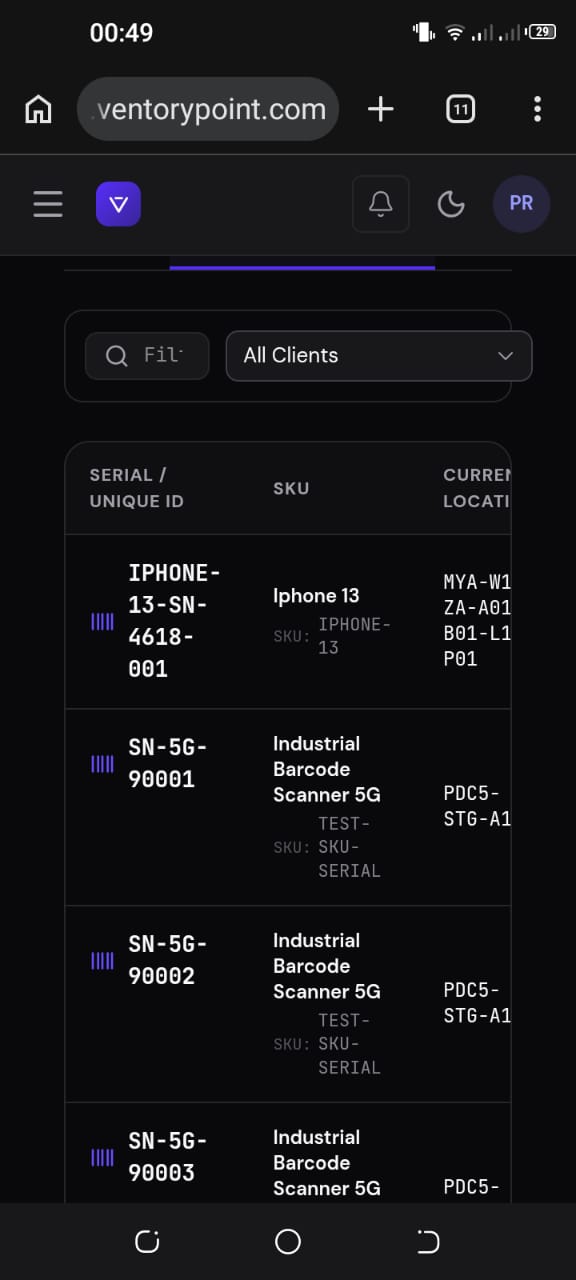 00:49
29
.ventorypoint.com
11
PR
Fil
All Clients
SERIAL /
UNIQUE ID
SKU
CURREN
LOCATI
IPHONE-
13-SN-
4618-
001
Iphone 13
SKU: IPHONE-
13
MYA-W1
ZA-A01
B01-L1
P01
SN-5G-
90001
Industrial
Barcode
Scanner 5G
SKU: TEST-
SKU-
SERIAL
PDC5-
STG-A1
SN-5G-
90002
Industrial
Barcode
Scanner 5G
SKU: TEST-
SKU-
SERIAL
PDC5-
STG-A1
SN-5G-
90003
Industrial
Barcode
Scanner 5G
PDC5-